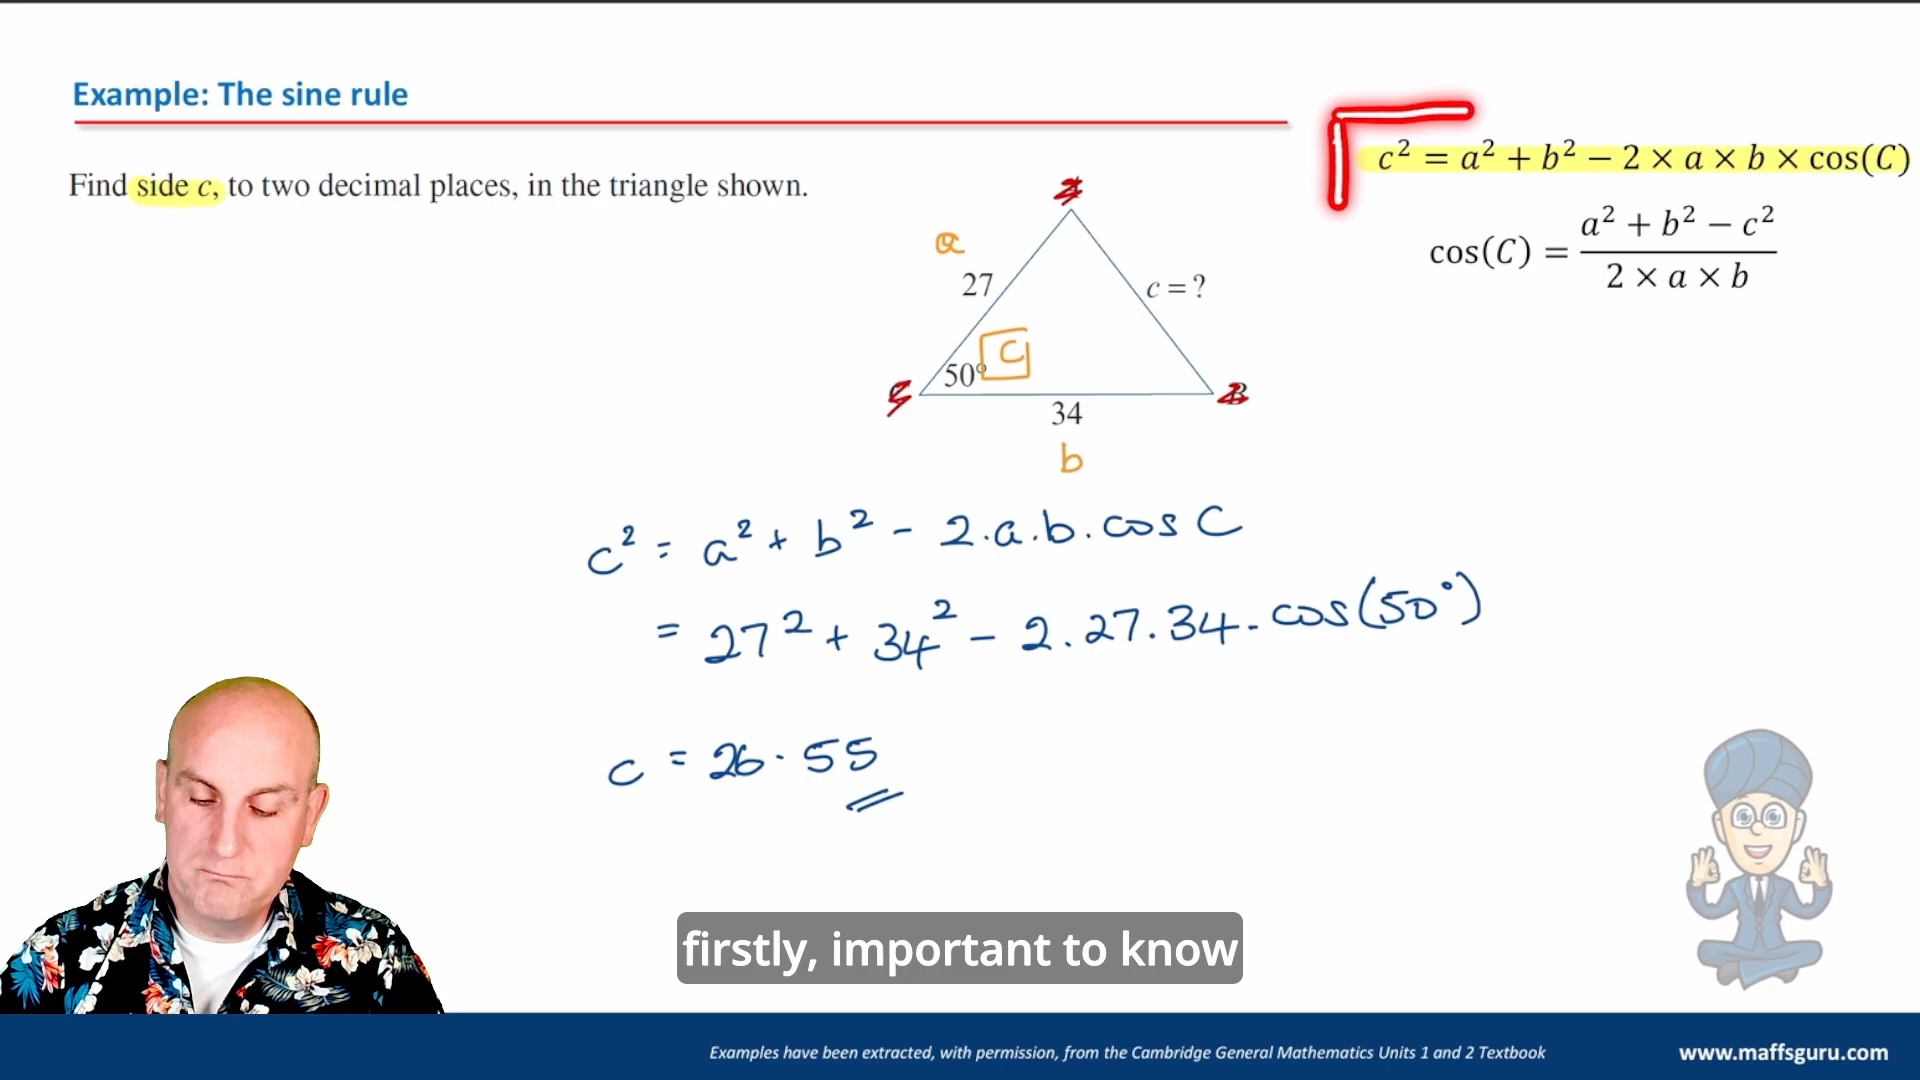 Example: The sine rule
Find side c, to two decimal places, in the triangle shown.
c² = a² + b² − 2 × a × b × cos(C)
cos(C) = (a² + b² − c²) / (2 × a × b)
a
27
c = ?
50°
C
B
34
b
c² = a² + b² - 2.a.b.cos C
= 27² + 34² - 2.27.34.cos(50°)
c = 26.55
firstly, important to know
Examples have been extracted, with permission, from the Cambridge General Mathematics Units 1 and 2 Textbook
www.maffsguru.com